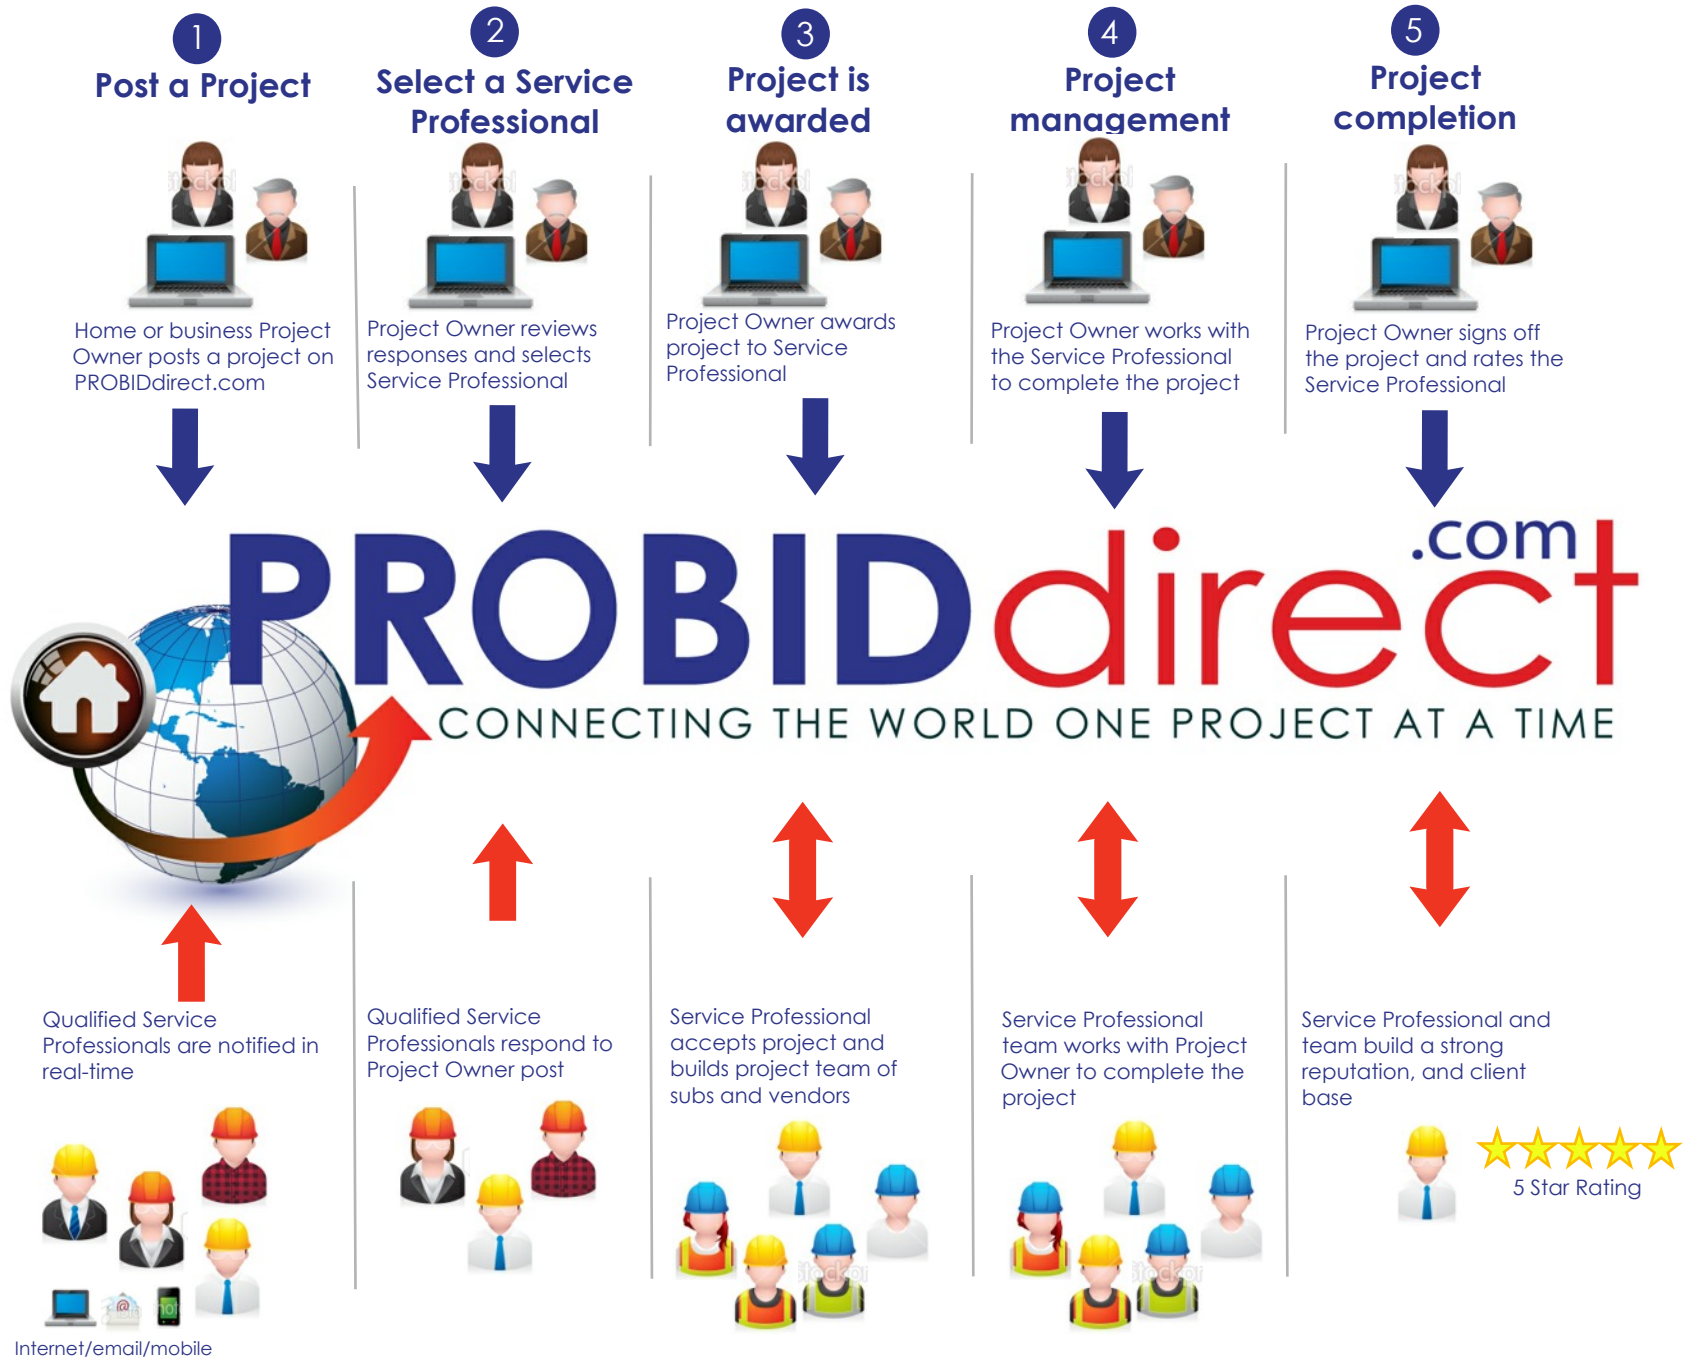 1
Post a Project
Home or business Project
Owner posts a project on
PROBIDdirect.com
2
Select a Service
Professional
Project Owner reviews
responses and selects
Service Professional
3
Project is
awarded
Project Owner awards
project to Service
Professional
4
Project
management
Project Owner works with
the Service Professional
to complete the project
5
Project
completion
Project Owner signs off
the project and rates the
Service Professional
PROBIDdirect.com
CONNECTING THE WORLD ONE PROJECT AT A TIME
Qualified Service
Professionals are notified in
real-time
Internet/email/mobile
Qualified Service
Professionals respond to
Project Owner post
Service Professional
accepts project and
builds project team of
subs and vendors
Service Professional
team works with Project
Owner to complete the
project
Service Professional and
team build a strong
reputation, and client
base
5 Star Rating